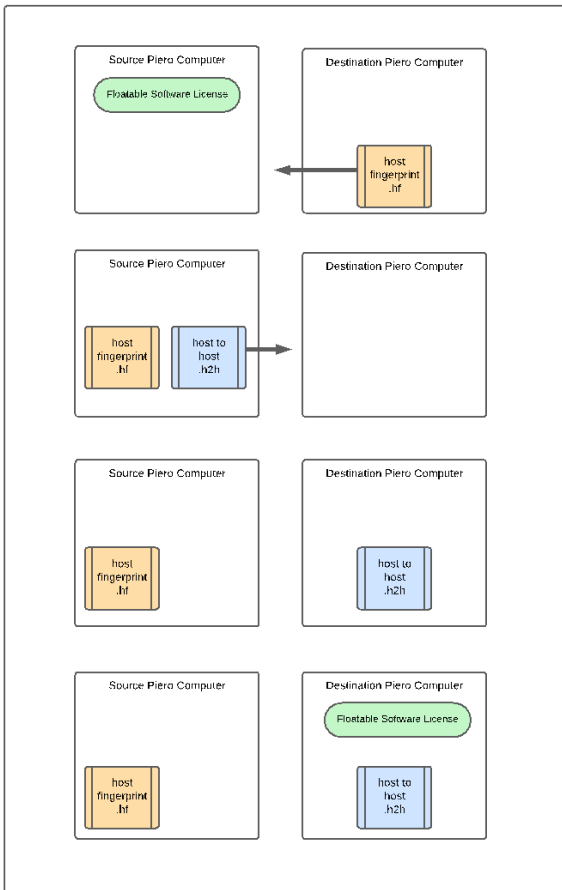 Source Piero Computer
Destination Piero Computer
Floatable Software License
host
fingerprint
.hf
Source Piero Computer
Destination Piero Computer
host
fingerprint
.hf
host to
host
.h2h
Source Piero Computer
Destination Piero Computer
host
fingerprint
.hf
host to
host
.h2h
Source Piero Computer
Destination Piero Computer
Floatable Software License
host
fingerprint
.hf
host to
host
.h2h